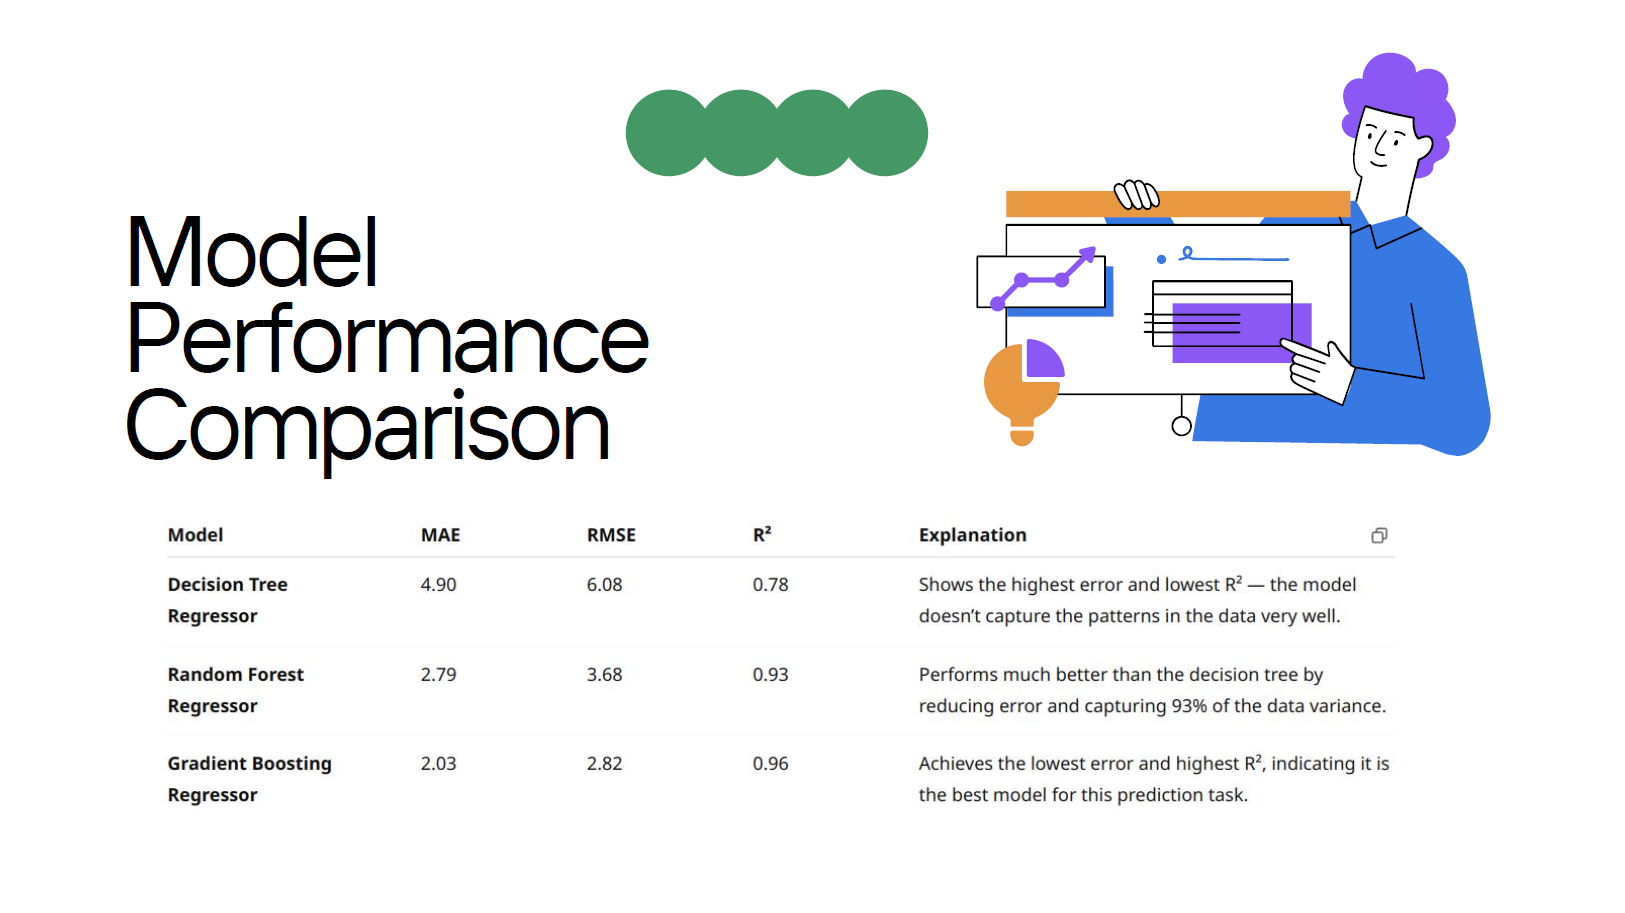 Model
Performance
Comparison
Model MAE RMSE R² Explanation
Decision Tree 4.90 6.08 0.78 Shows the highest error and lowest R² — the model
Regressor doesn’t capture the patterns in the data very well.
Random Forest 2.79 3.68 0.93 Performs much better than the decision tree by
Regressor reducing error and capturing 93% of the data variance.
Gradient Boosting 2.03 2.82 0.96 Achieves the lowest error and highest R², indicating it is
Regressor the best model for this prediction task.